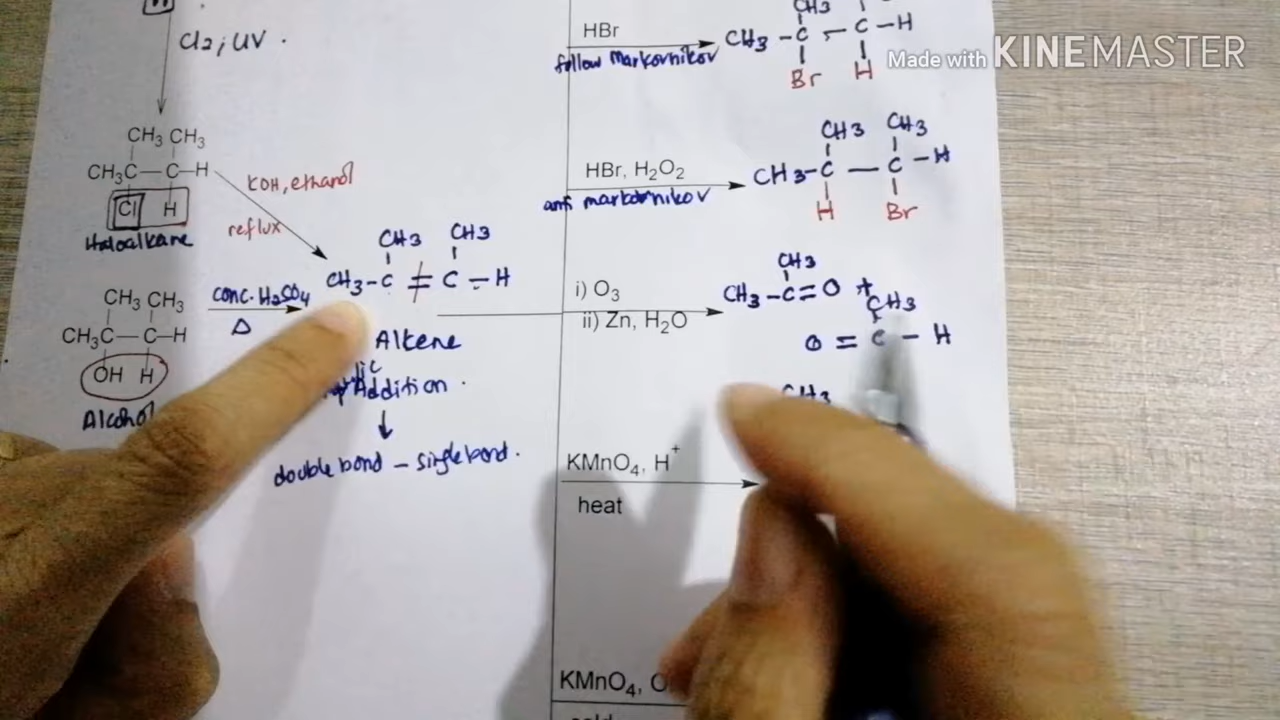 Cl2 ; UV .
CH3 CH3
CH3C — C — H
Cl H
Haloalkane
KOH, ethanol
reflux
CH3 CH3
CH3C — C — H
OH H
Alcohol
conc. H2SO4
Δ
CH3 CH3
CH3 – C = C – H
Alkene
Addition .
↓
double bond – single bond .
HBr
follow Markovnikov
CH3
CH3 – C – C – H
Br H
Made with KINEMASTER
HBr, H2O2
anti markovnikov
CH3 CH3
CH3 – C — C – H
H Br
i) O3
ii) Zn, H2O
CH3
CH3 – C = O +
CH3
O = C – H
CH3
KMnO4, H+
heat
KMnO4, O
cold